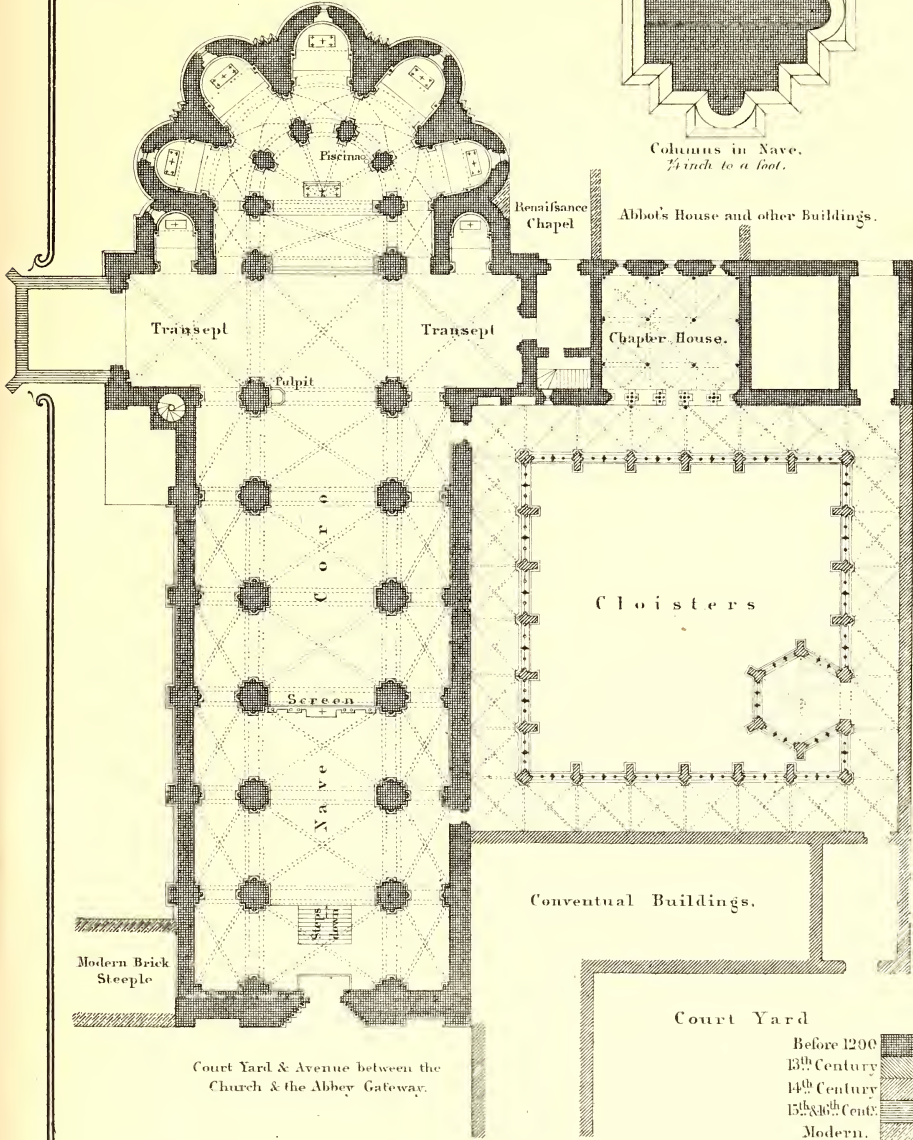 Columns in Nave.
¼ inch to a foot.
Piscina
Renaissance
Chapel
Abbot's House and other Buildings.
Transept
Transept
Chapter House.
Pulpit
Coro
Cloisters
Screen
Nave
Steps
down
Conventual Buildings.
Modern Brick
Steeple
Court Yard
Court Yard & Avenue between the
Church & the Abbey Gateway.
Before 1200
13th Century
14th Century
15th & 16th Cent.
Modern.